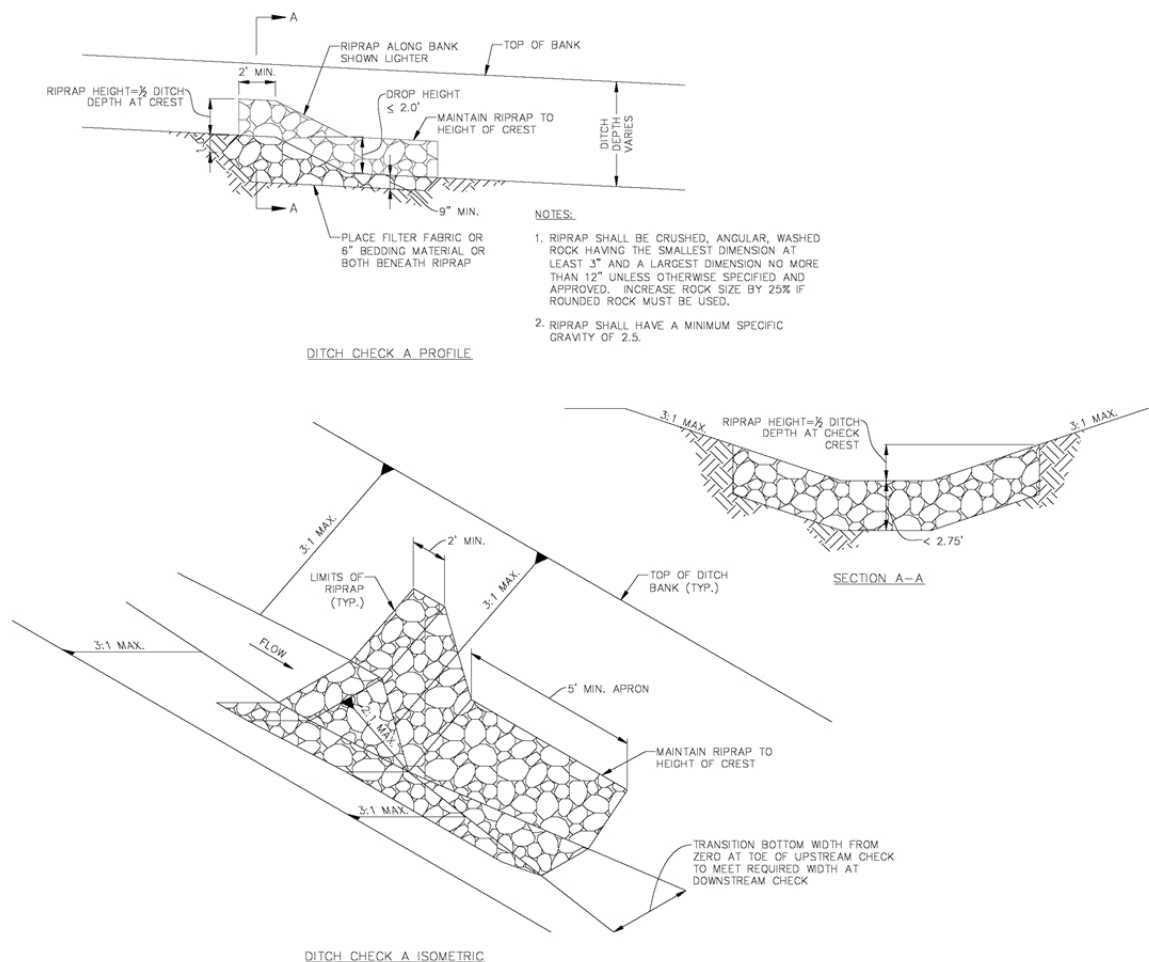 A
RIPRAP ALONG BANK
SHOWN LIGHTER
TOP OF BANK
2' MIN.
RIPRAP HEIGHT=½ DITCH
DEPTH AT CREST
DROP HEIGHT
≤ 2.0'
MAINTAIN RIPRAP TO
HEIGHT OF CREST
DITCH
DEPTH
VARIES
A
9" MIN.
PLACE FILTER FABRIC OR
6" BEDDING MATERIAL OR
BOTH BENEATH RIPRAP
NOTES:
1. RIPRAP SHALL BE CRUSHED, ANGULAR, WASHED
ROCK HAVING THE SMALLEST DIMENSION AT
LEAST 3" AND A LARGEST DIMENSION NO MORE
THAN 12" UNLESS OTHERWISE SPECIFIED AND
APPROVED. INCREASE ROCK SIZE BY 25% IF
ROUNDED ROCK MUST BE USED.
2. RIPRAP SHALL HAVE A MINIMUM SPECIFIC
GRAVITY OF 2.5.
DITCH CHECK A PROFILE
3:1 MAX.
RIPRAP HEIGHT=½ DITCH
DEPTH AT CHECK
CREST
3:1 MAX.
< 2.75'
SECTION A-A
3:1 MAX.
2' MIN.
LIMITS OF
RIPRAP
(TYP.)
3:1 MAX.
TOP OF DITCH
BANK (TYP.)
FLOW
3:1 MAX.
5' MIN. APRON
2:1 MAX.
MAINTAIN RIPRAP TO
HEIGHT OF CREST
3:1 MAX.
TRANSITION BOTTOM WIDTH FROM
ZERO AT TOE OF UPSTREAM CHECK
TO MEET REQUIRED WIDTH AT
DOWNSTREAM CHECK
DITCH CHECK A ISOMETRIC